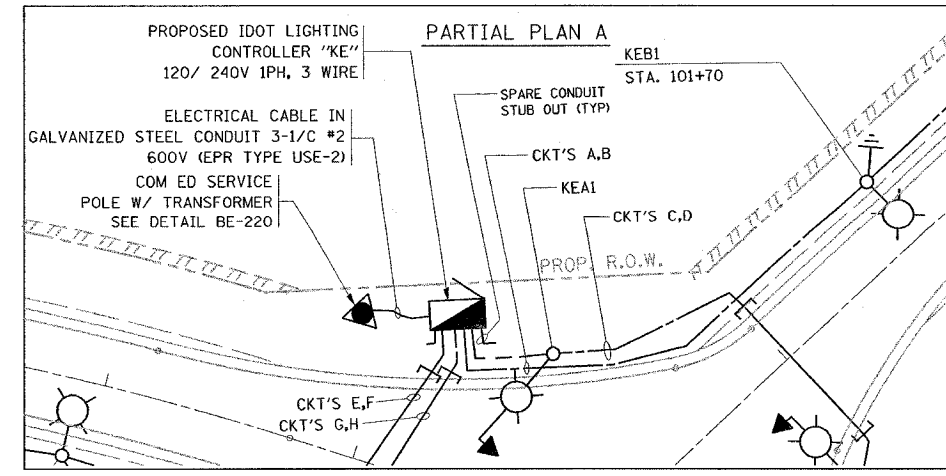 PARTIAL PLAN A
PROPOSED IDOT LIGHTING
CONTROLLER "KE"
120/ 240V 1PH, 3 WIRE
ELECTRICAL CABLE IN
GALVANIZED STEEL CONDUIT 3-1/C #2
600V (EPR TYPE USE-2)
COM ED SERVICE
POLE W/ TRANSFORMER
SEE DETAIL BE-220
SPARE CONDUIT
STUB OUT (TYP)
CKT'S A,B
KEA1
CKT'S C,D
KEB1
STA. 101+70
PROP. R.O.W.
CKT'S E,F
CKT'S G,H